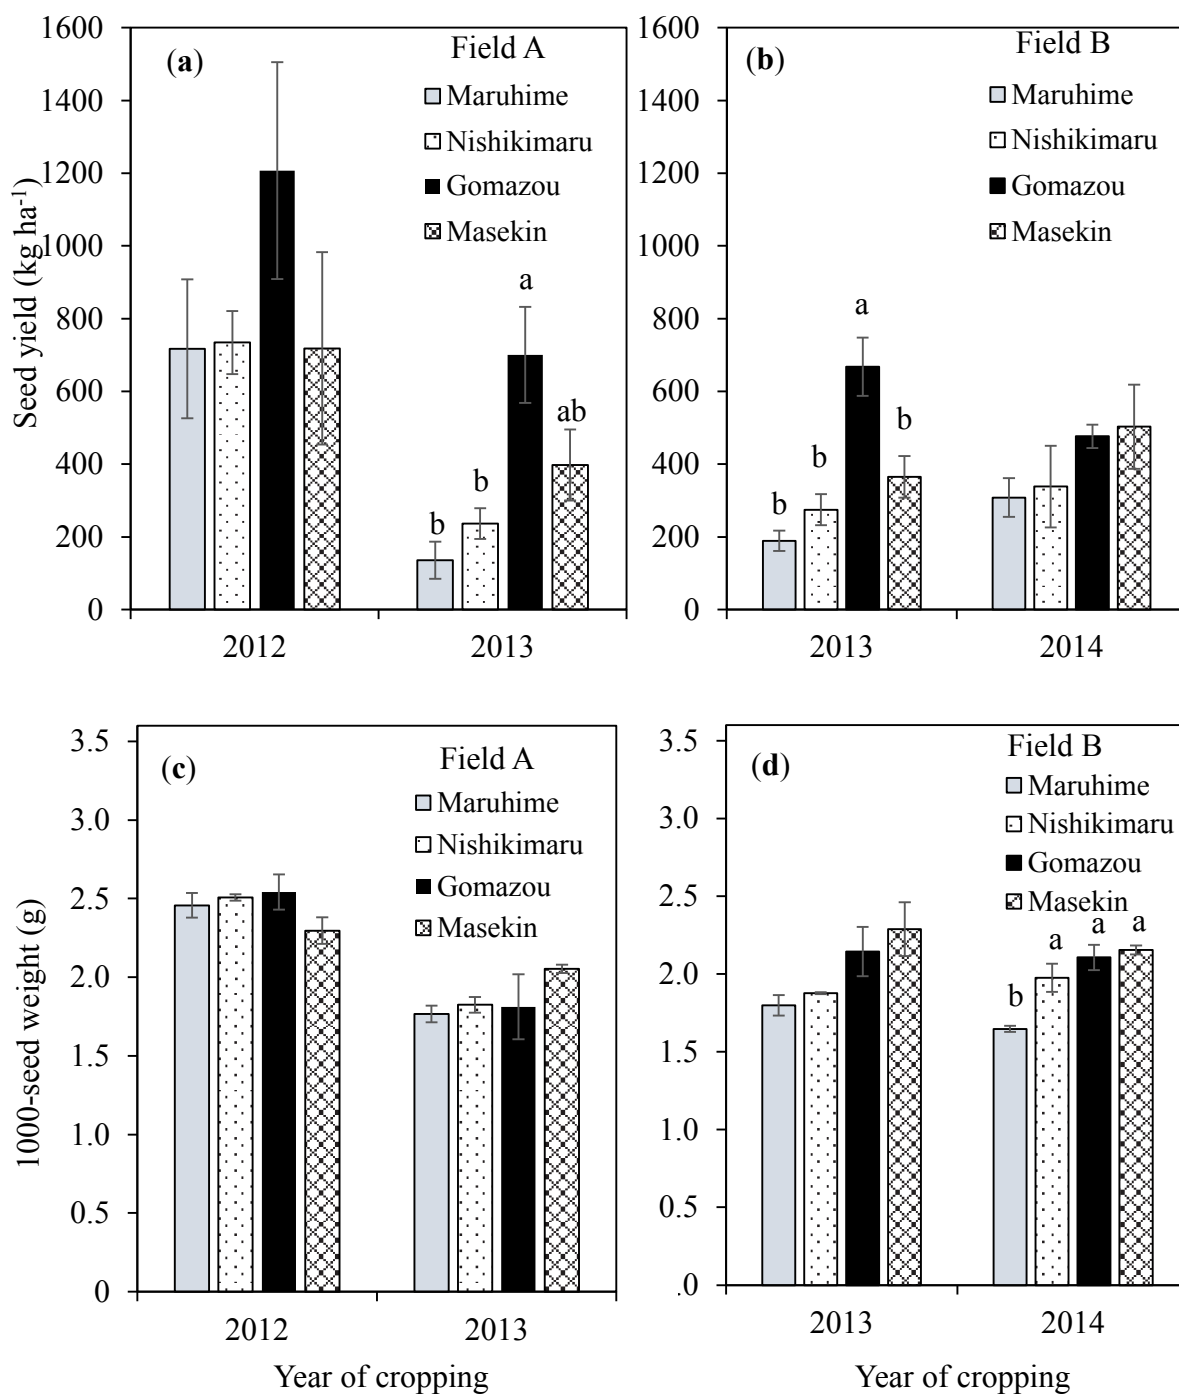 Seed yield (kg ha-1)
1600
1400
1200
1000
800
600
400
200
0
(a)
Field A
Maruhime
Nishikimaru
Gomazou
Masekin
b
b
a
ab
2012
2013
1600
1400
1200
1000
800
600
400
200
0
(b)
Field B
Maruhime
Nishikimaru
Gomazou
Masekin
b
b
a
b
2013
2014
1000-seed weight (g)
3.5
3.0
2.5
2.0
1.5
1.0
0.5
0
(c)
Field A
Maruhime
Nishikimaru
Gomazou
Masekin
2012
2013
Year of cropping
3.5
3.0
2.5
2.0
1.5
1.0
0.5
.0
(d)
Field B
Maruhime
Nishikimaru
Gomazou
Masekin
b
a
a
a
2013
2014
Year of cropping